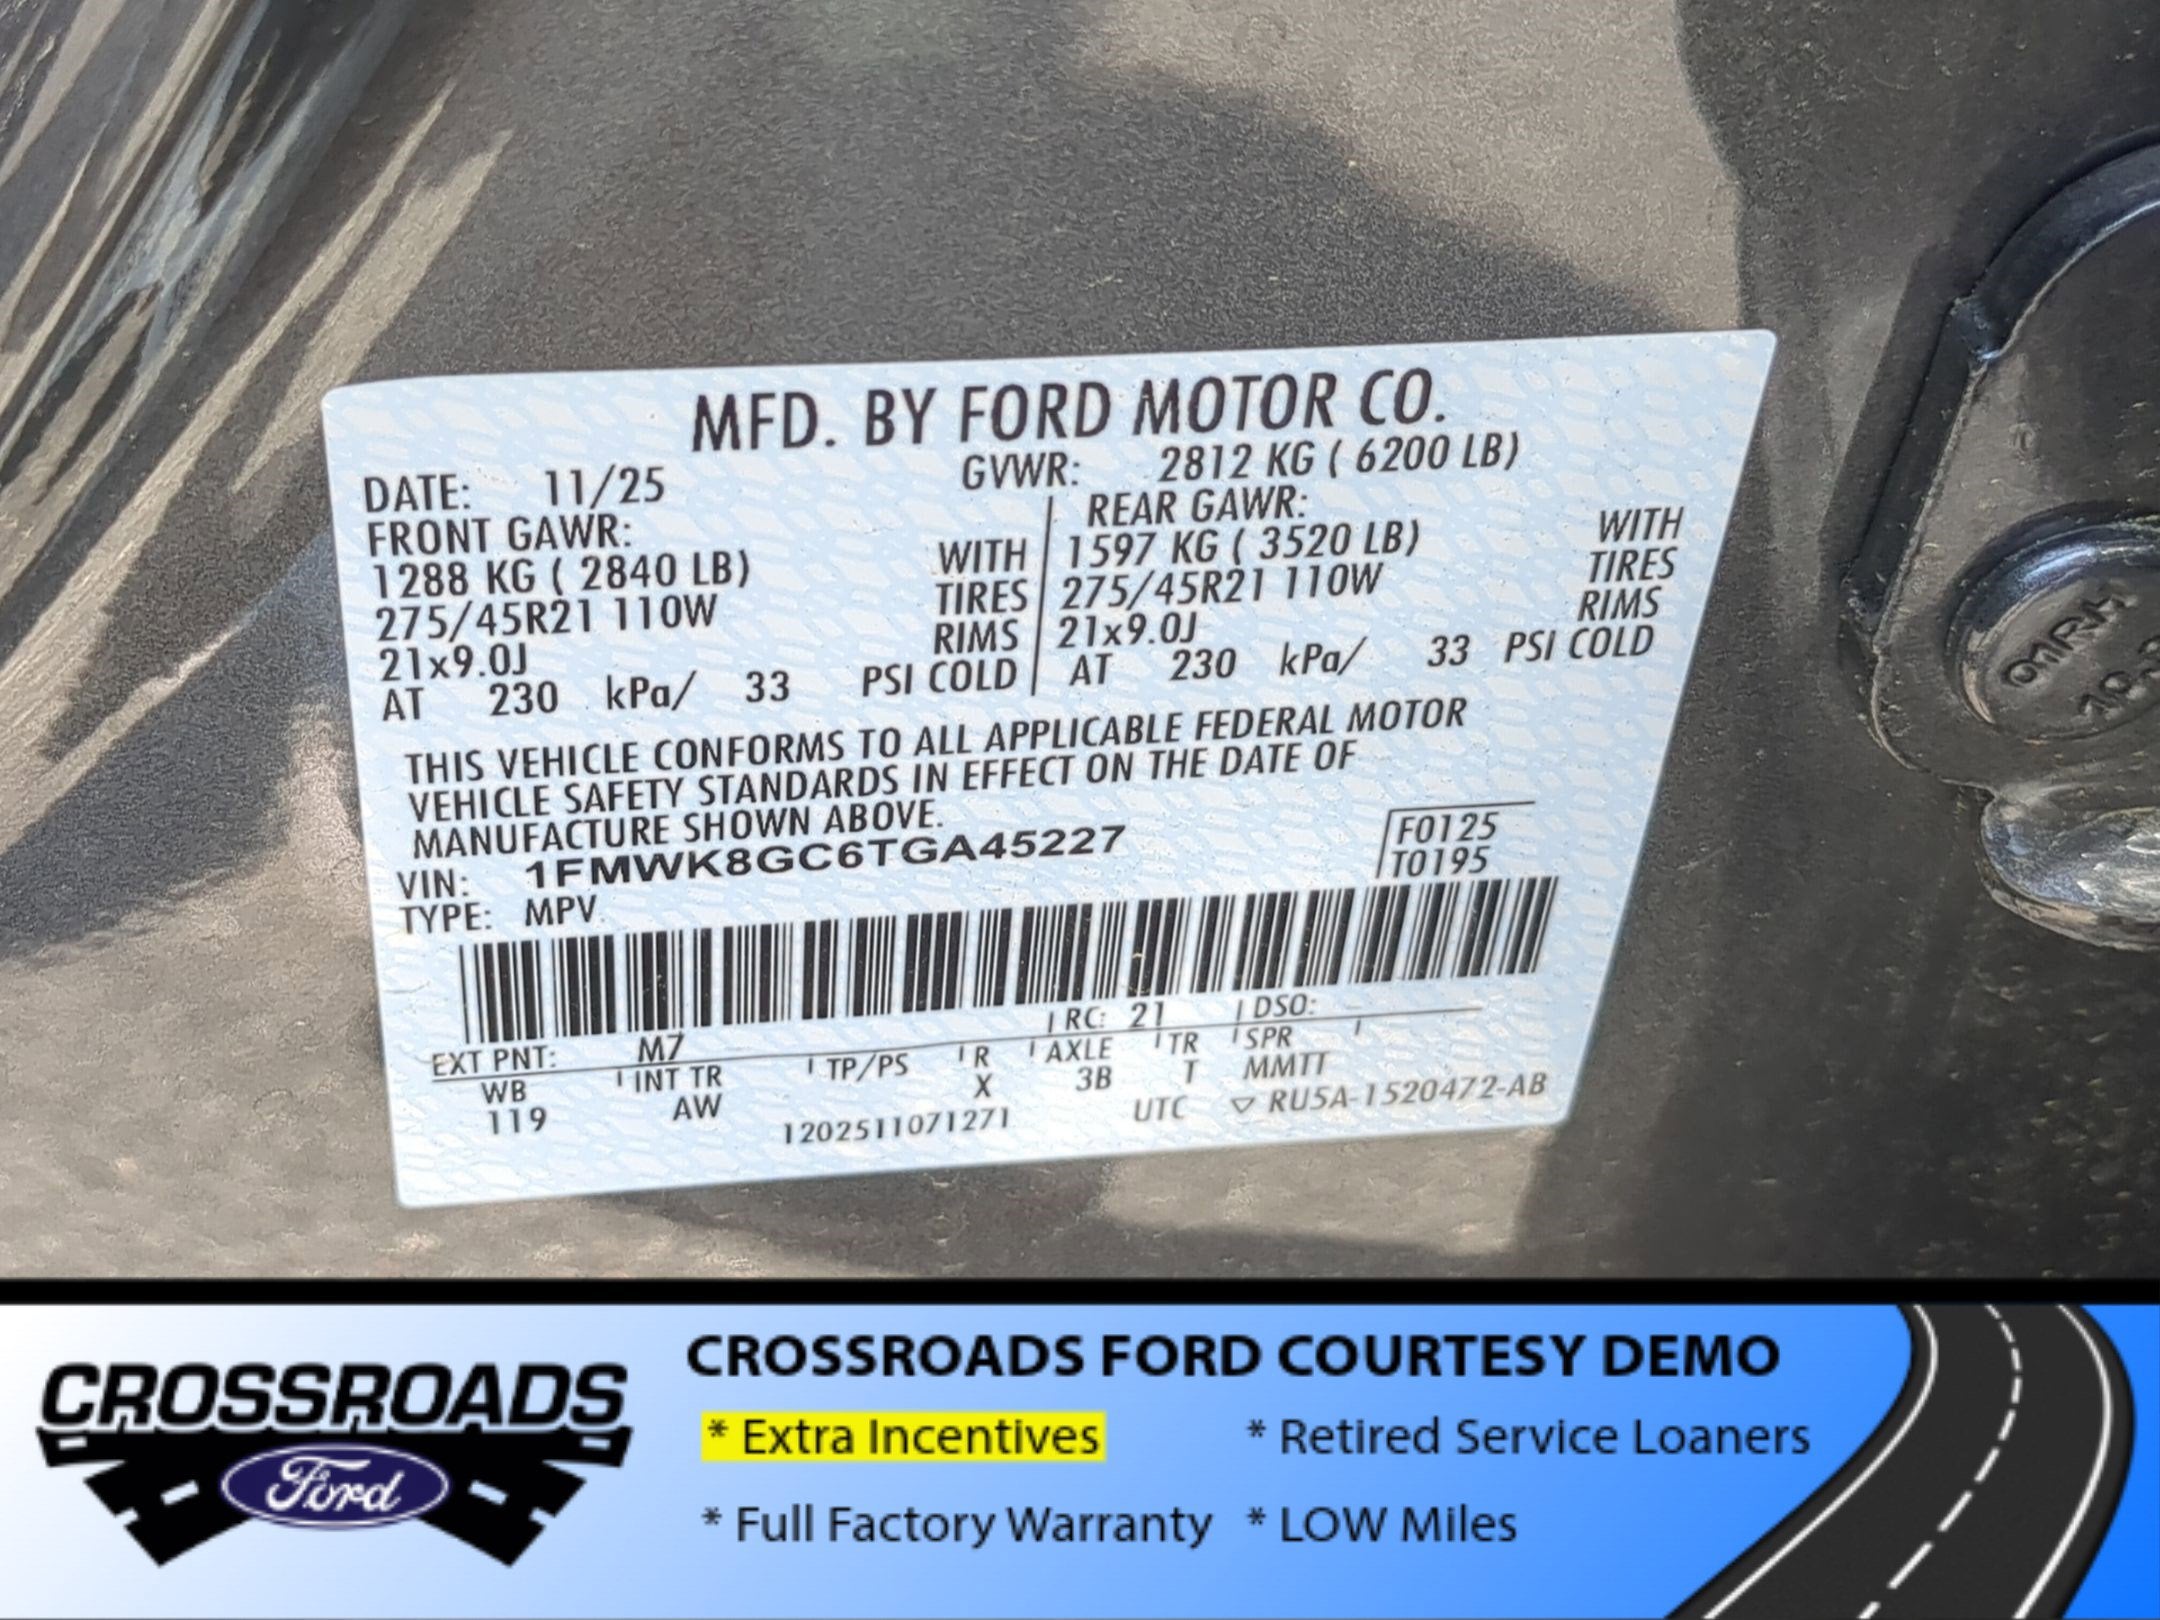 MFD. BY FORD MOTOR CO.
DATE: 11/25 GVWR: 2812 KG ( 6200 LB)
FRONT GAWR: REAR GAWR:
1288 KG ( 2840 LB) WITH 1597 KG ( 3520 LB) WITH
275/45R21 110W TIRES 275/45R21 110W TIRES
21x9.0J RIMS 21x9.0J RIMS
AT 230 kPa/ 33 PSI COLD AT 230 kPa/ 33 PSI COLD
THIS VEHICLE CONFORMS TO ALL APPLICABLE FEDERAL MOTOR
VEHICLE SAFETY STANDARDS IN EFFECT ON THE DATE OF
MANUFACTURE SHOWN ABOVE.
VIN: 1FMWK8GC6TGA45227 F0125
TYPE: MPV T0195
EXT PNT: M7 RC: 21 DSO:
WB INT TR TP/PS R AXLE TR SPR
119 AW X 3B T MMTT
1202511071271 UTC ▽ RU5A-1520472-AB
CROSSROADS
Ford
CROSSROADS FORD COURTESY DEMO
* Extra Incentives * Retired Service Loaners
* Full Factory Warranty * LOW Miles